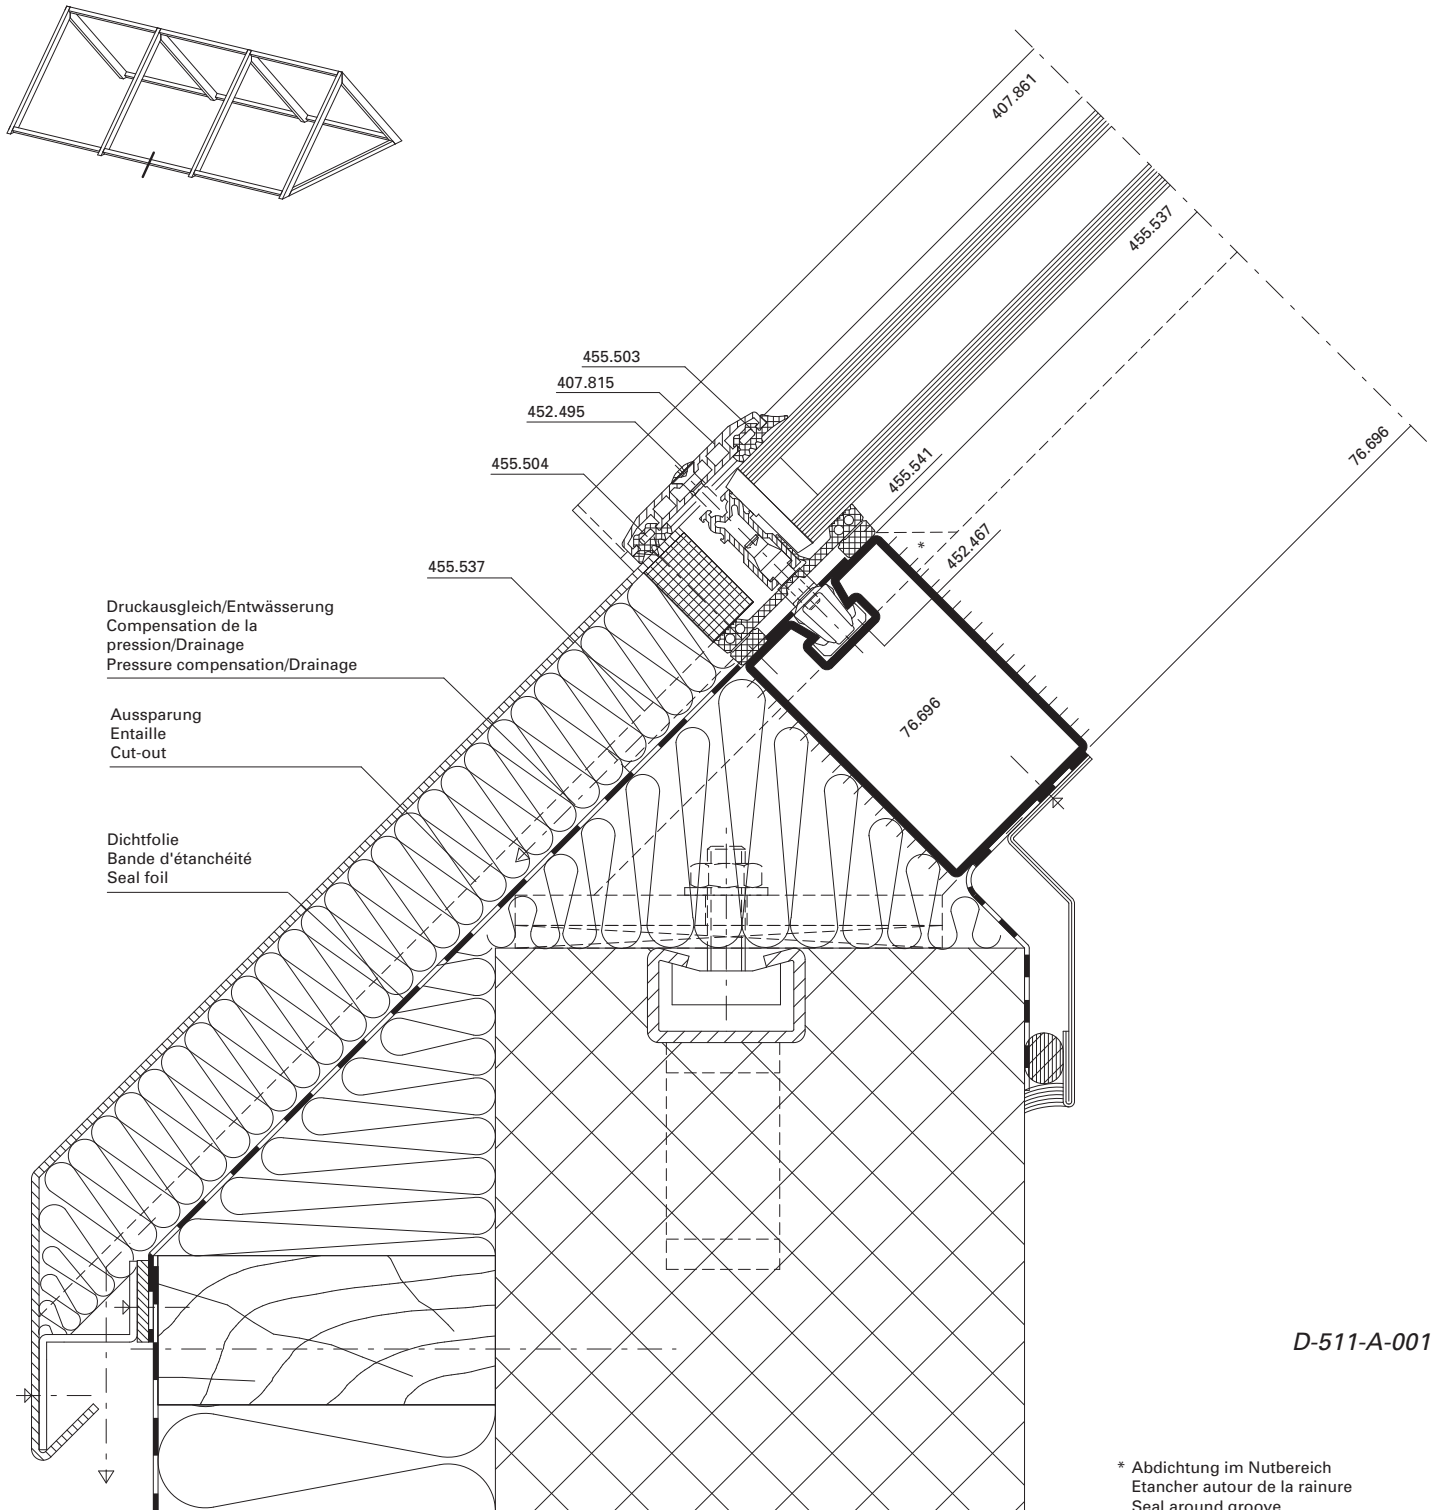 407.861
455.537
76.696
455.503
407.815
452.495
455.504
455.541
452.467
*
455.537
76.696
Druckausgleich/Entwässerung
Compensation de la
pression/Drainage
Pressure compensation/Drainage
Aussparung
Entaille
Cut-out
Dichtfolie
Bande d'étanchéité
Seal foil
D-511-A-001
* Abdichtung im Nutbereich
Etancher autour de la rainure
Seal around groove